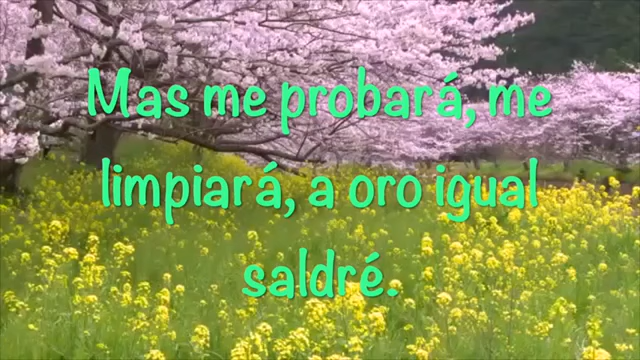 Mas me probará, me
limpiará, a oro igual
saldré.